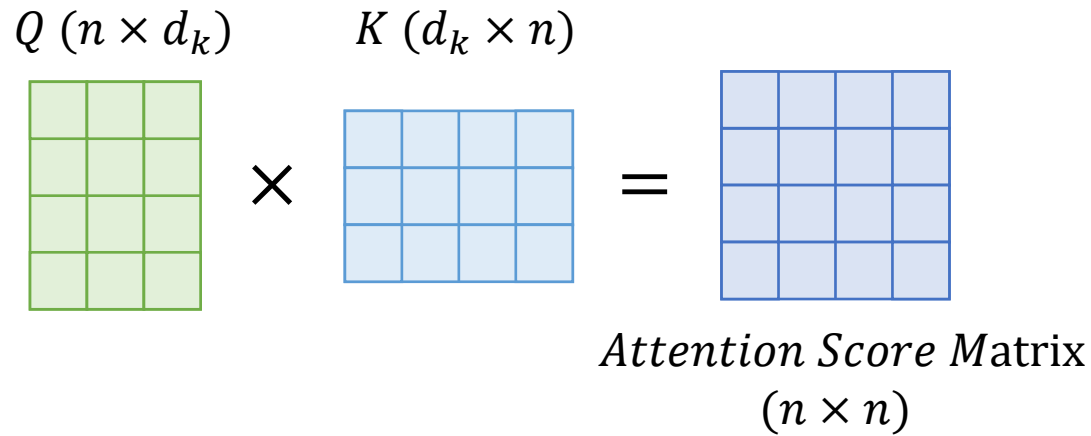 Q (n × d_k)
K (d_k × n)
×
=
Attention Score Matrix
(n × n)